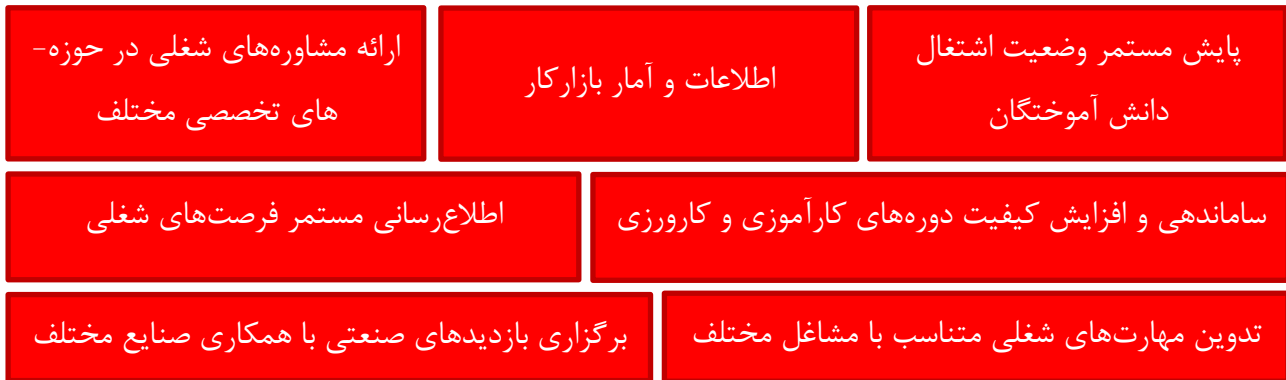 پایش مستمر وضعیت اشتغال
دانش آموختگان
اطلاعات و آمار بازارکار
ارائه مشاوره‌های شغلی در حوزه-
های تخصصی مختلف
ساماندهی و افزایش کیفیت دوره‌های کارآموزی و کارورزی
اطلاع‌رسانی مستمر فرصت‌های شغلی
تدوین مهارت‌های شغلی متناسب با مشاغل مختلف
برگزاری بازدیدهای صنعتی با همکاری صنایع مختلف